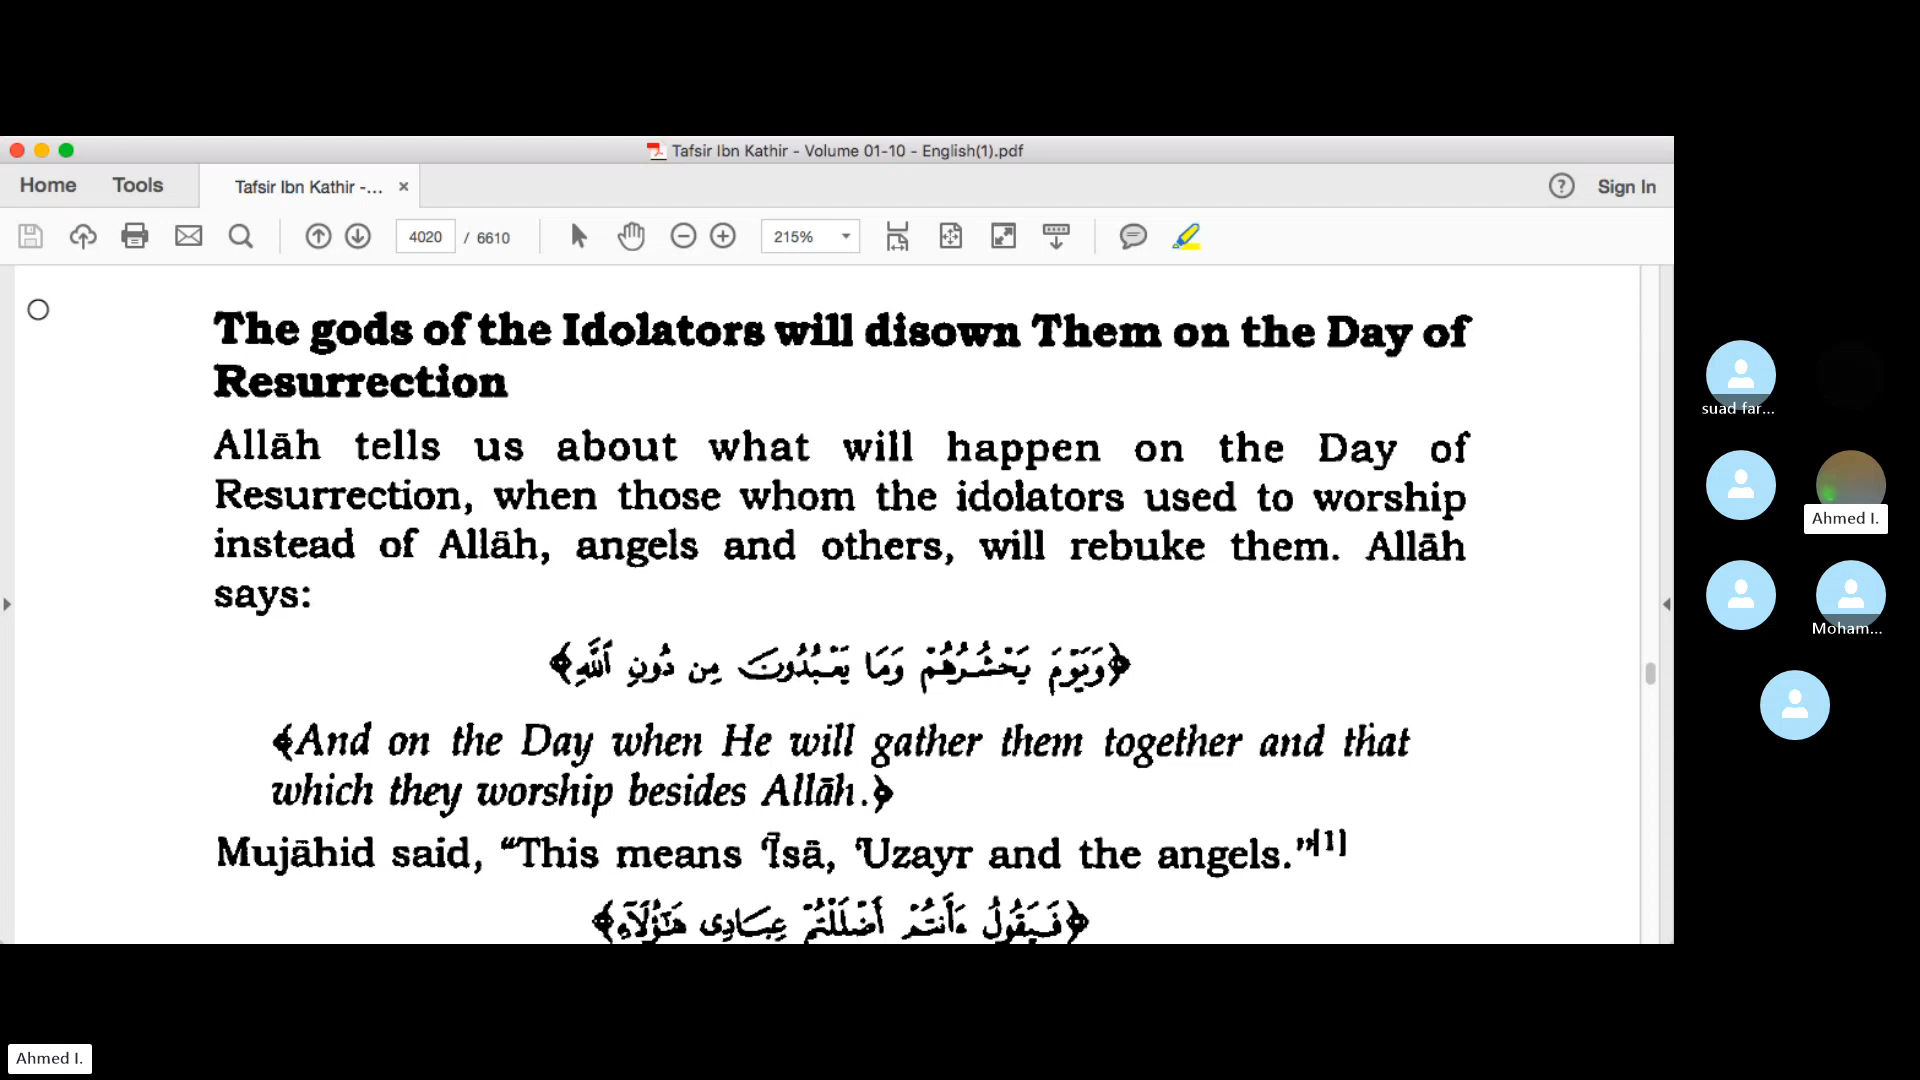 Tafsir Ibn Kathir - Volume 01-10 - English(1).pdf
Home Tools Tafsir Ibn Kathir -... × ? Sign In
4020 / 6610 215%
The gods of the Idolators will disown Them on the Day of
Resurrection
Allāh tells us about what will happen on the Day of
Resurrection, when those whom the idolators used to worship
instead of Allāh, angels and others, will rebuke them. Allāh
says:
﴿وَيَوْمَ يَحْشُرُهُمْ وَمَا يَعْبُدُونَ مِن دُونِ ٱللَّهِ﴾
﴾And on the Day when He will gather them together and that
which they worship besides Allāh.﴿
Mujāhid said, “This means ‘Īsā, ‘Uzayr and the angels.”[1]
﴿فَيَقُولُ ءَأَنتُمْ أَضْلَلْتُمْ عِبَادِى هَٰٓؤُلَآءِ﴾
suad far...
Ahmed I.
Moham...
Ahmed I.